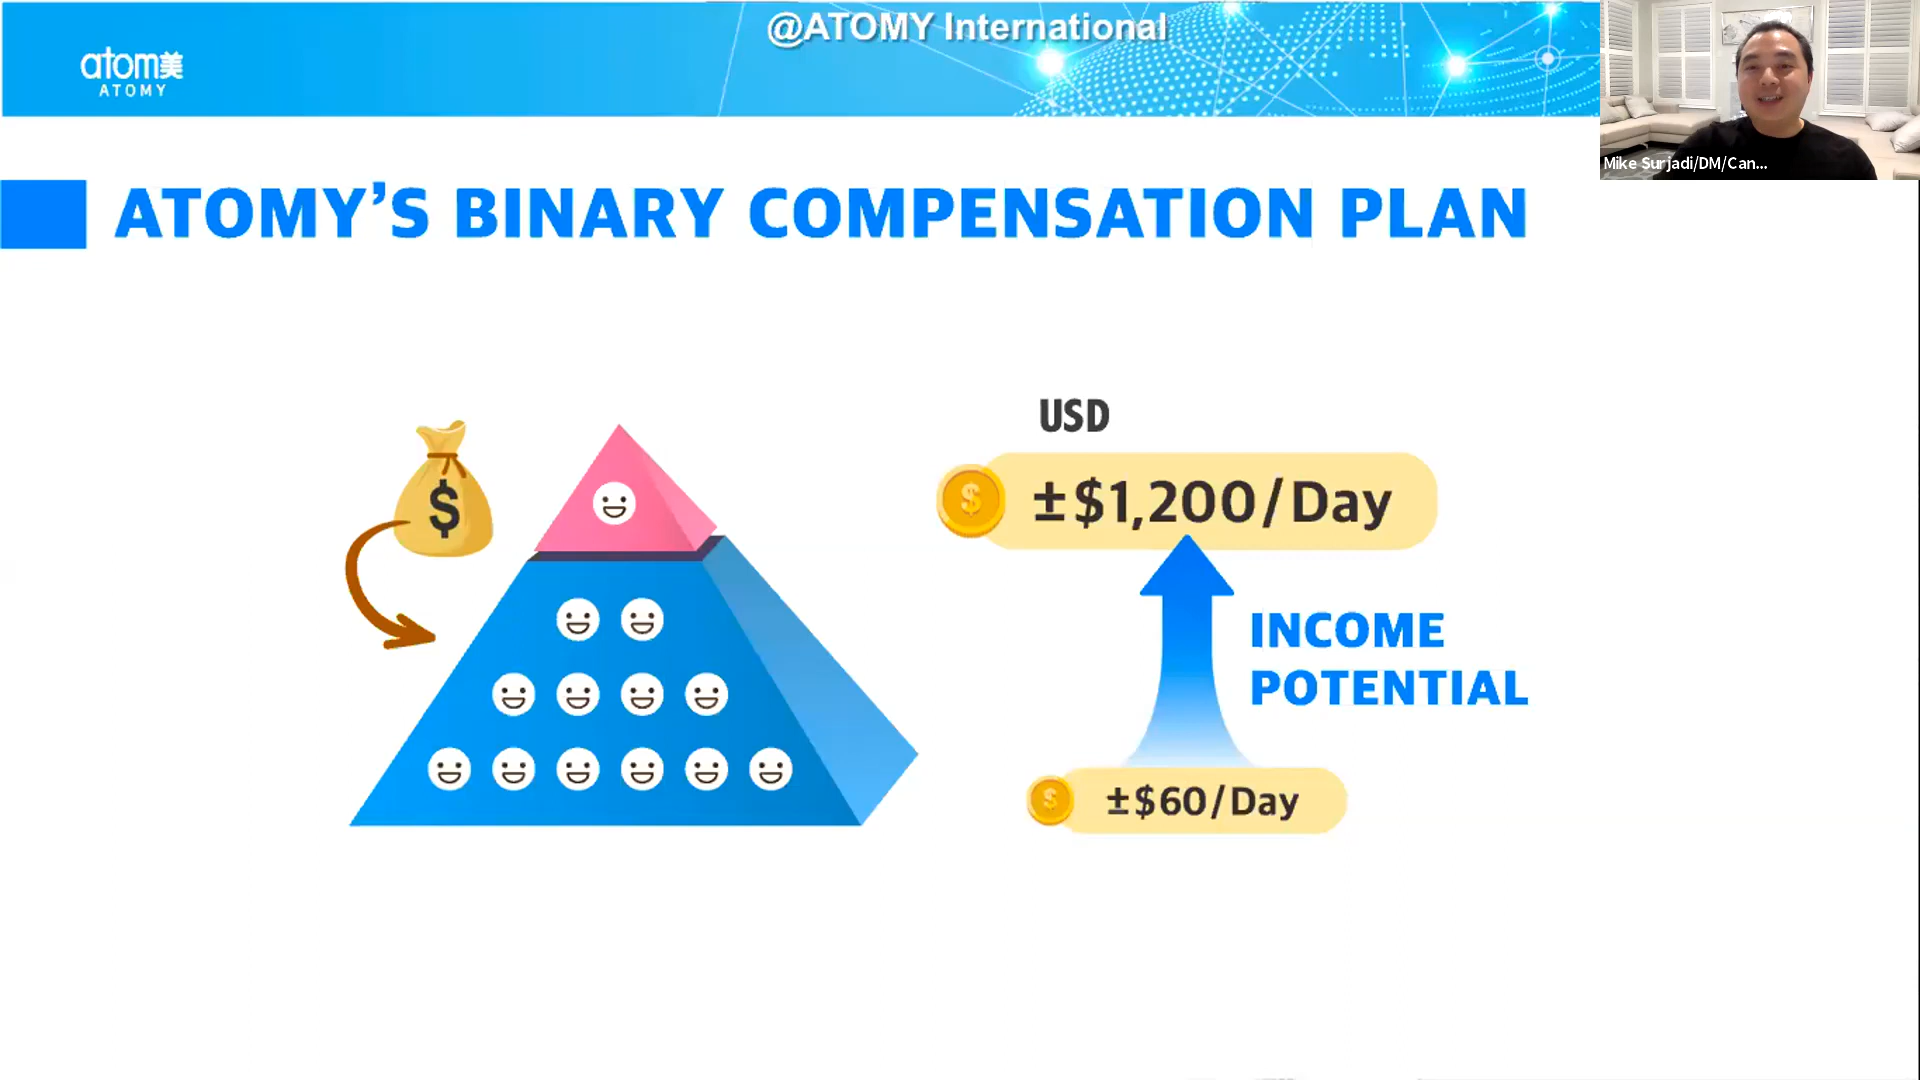 @ATOMY International
atom美
ATOMY
Mike Surjadi/DM/Can...
ATOMY’S BINARY COMPENSATION PLAN
USD
$
$
±$1,200/Day
INCOME
POTENTIAL
$
±$60/Day